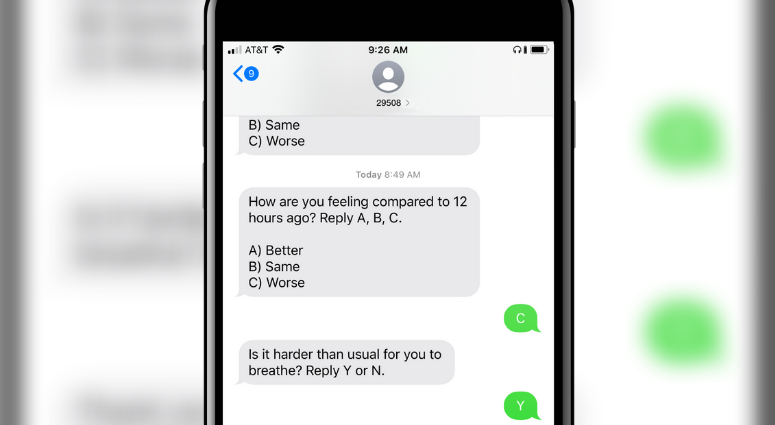 AT&T 9:26 AM
9
29508
B) Same
C) Worse
Today 8:49 AM
How are you feeling compared to 12
hours ago? Reply A, B, C.
A) Better
B) Same
C) Worse
C
Is it harder than usual for you to
breathe? Reply Y or N.
Y